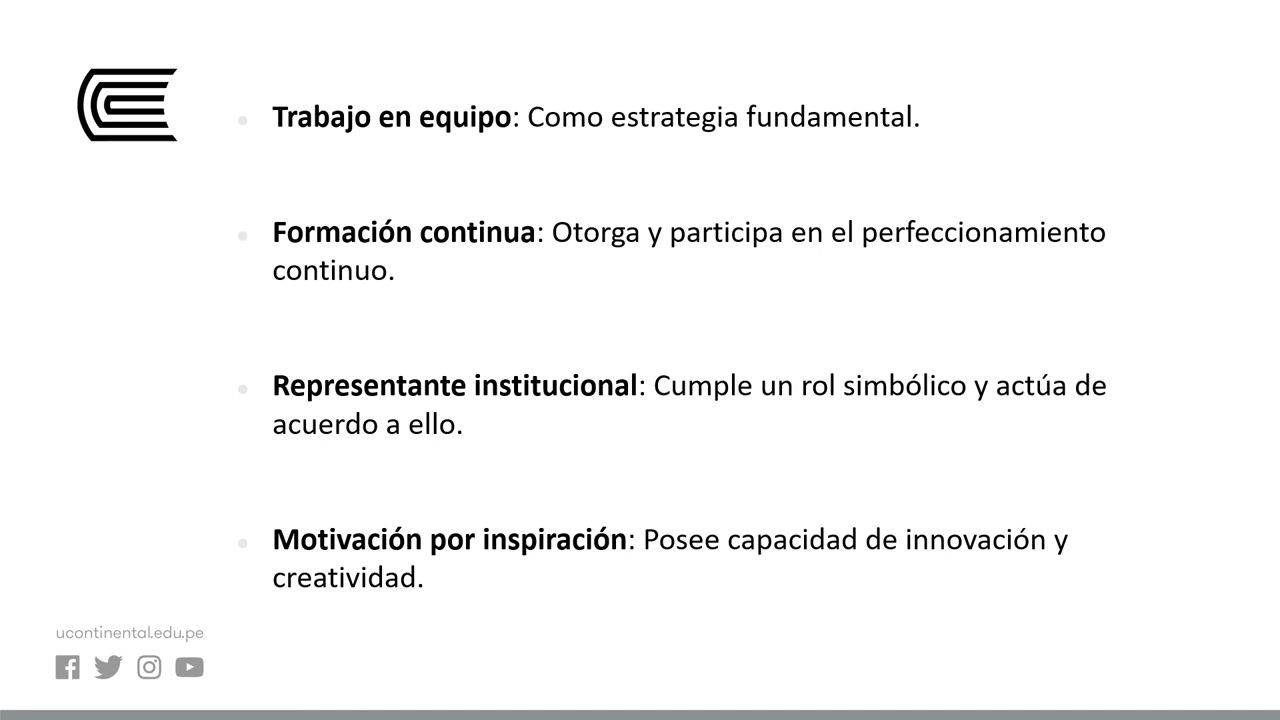 Trabajo en equipo: Como estrategia fundamental.
Formación continua: Otorga y participa en el perfeccionamiento
continuo.
Representante institucional: Cumple un rol simbólico y actúa de
acuerdo a ello.
Motivación por inspiración: Posee capacidad de innovación y
creatividad.
ucontinental.edu.pe